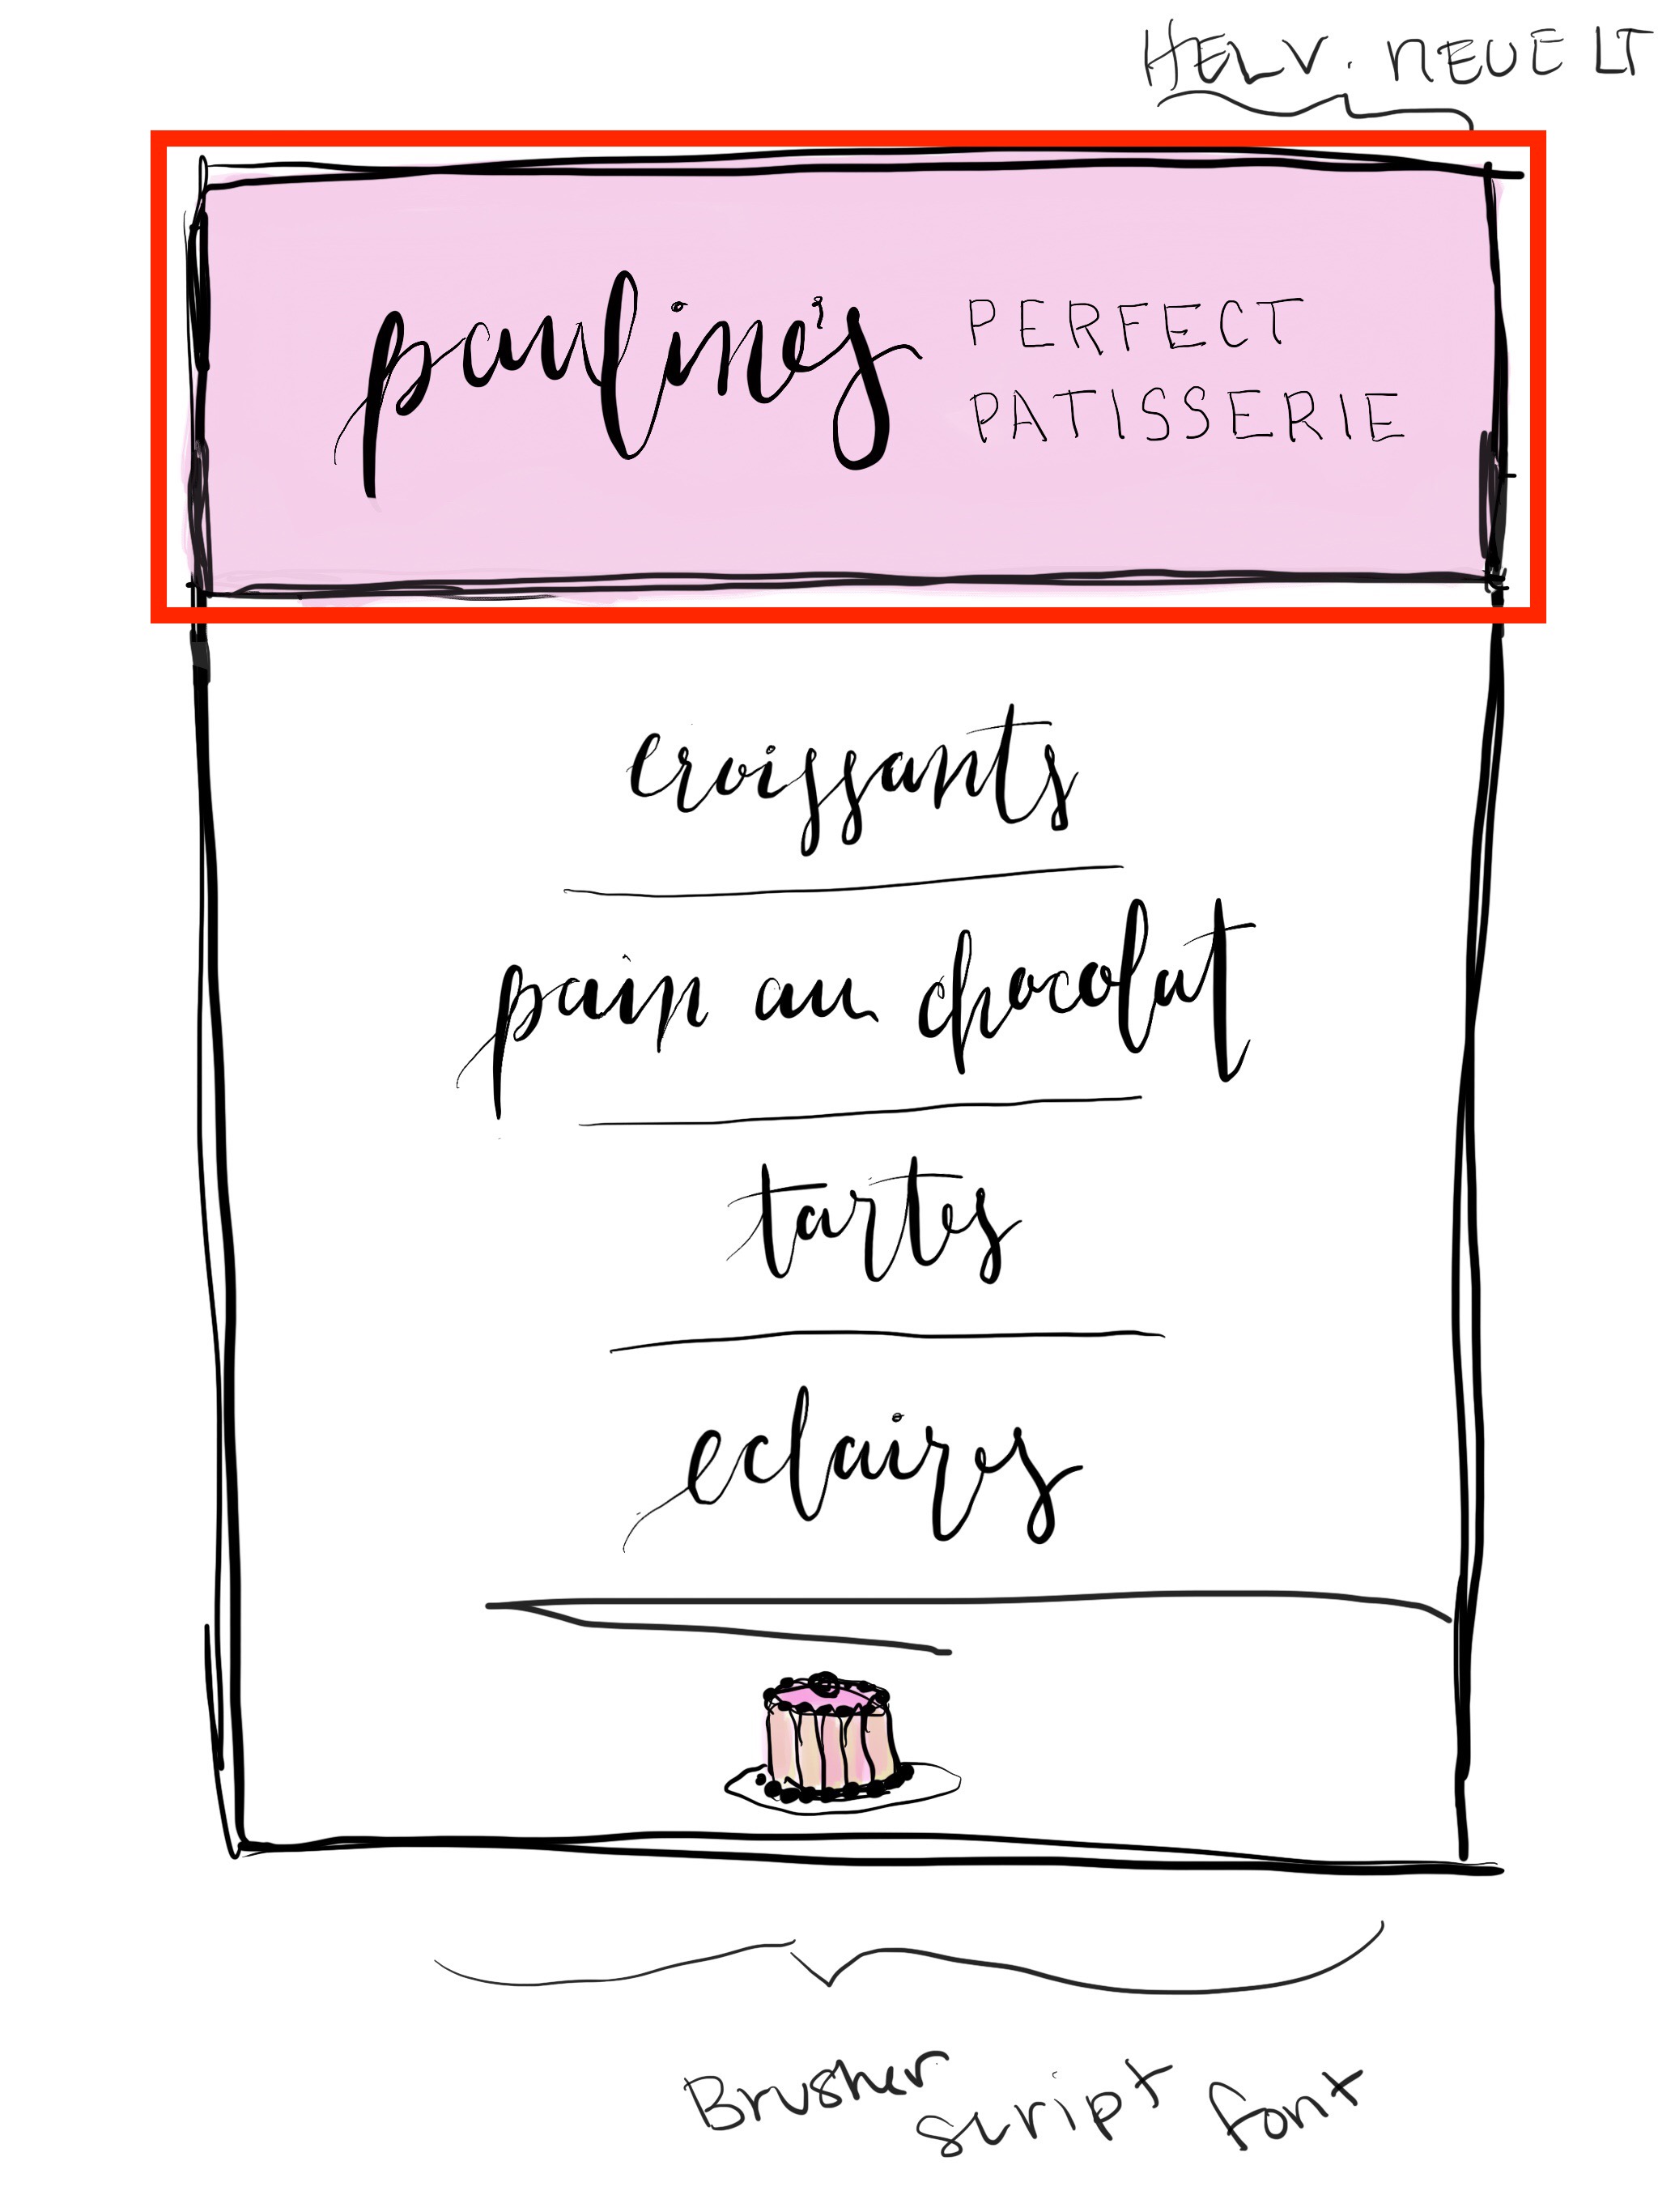 HELV. NEUE LT
pauline's
PERFECT
PATISSERIE
croissants
pain au chocolat
tartes
eclaires
Brusher
script font